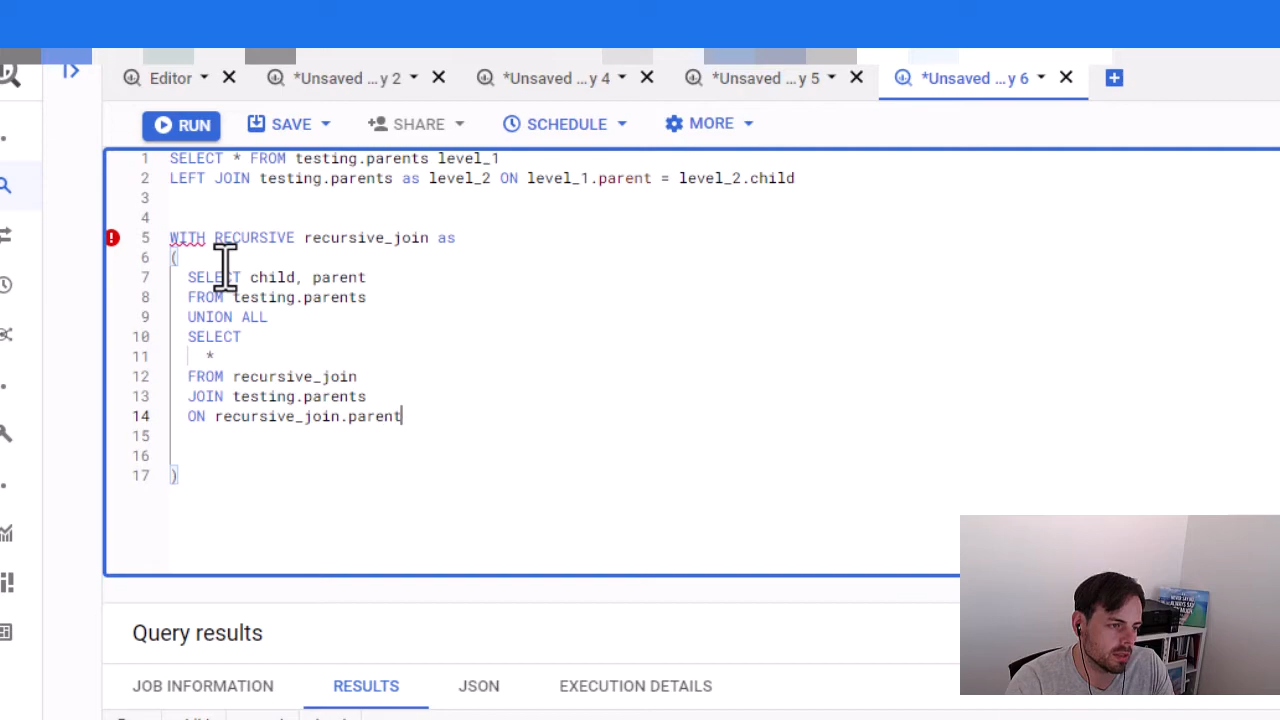 Editor
*Unsaved ...y 2
*Unsaved ...y 4
*Unsaved ...y 5
*Unsaved ...y 6
RUN
SAVE
SHARE
SCHEDULE
MORE
1 SELECT * FROM testing.parents level_1
2 LEFT JOIN testing.parents as level_2 ON level_1.parent = level_2.child
3
4
5 WITH RECURSIVE recursive_join as
6 (
7 SELECT child, parent
8 FROM testing.parents
9 UNION ALL
10 SELECT
11 *
12 FROM recursive_join
13 JOIN testing.parents
14 ON recursive_join.parent
15
16
17 )
Query results
JOB INFORMATION
RESULTS
JSON
EXECUTION DETAILS